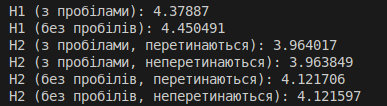 H1 (з пробілами): 4.37887
H1 (без пробілів): 4.450491
H2 (з пробілами, перетинаються): 3.964017
H2 (з пробілами, неперетинаються): 3.963849
H2 (без пробілів, перетинаються): 4.121706
H2 (без пробілів, неперетинаються): 4.121597